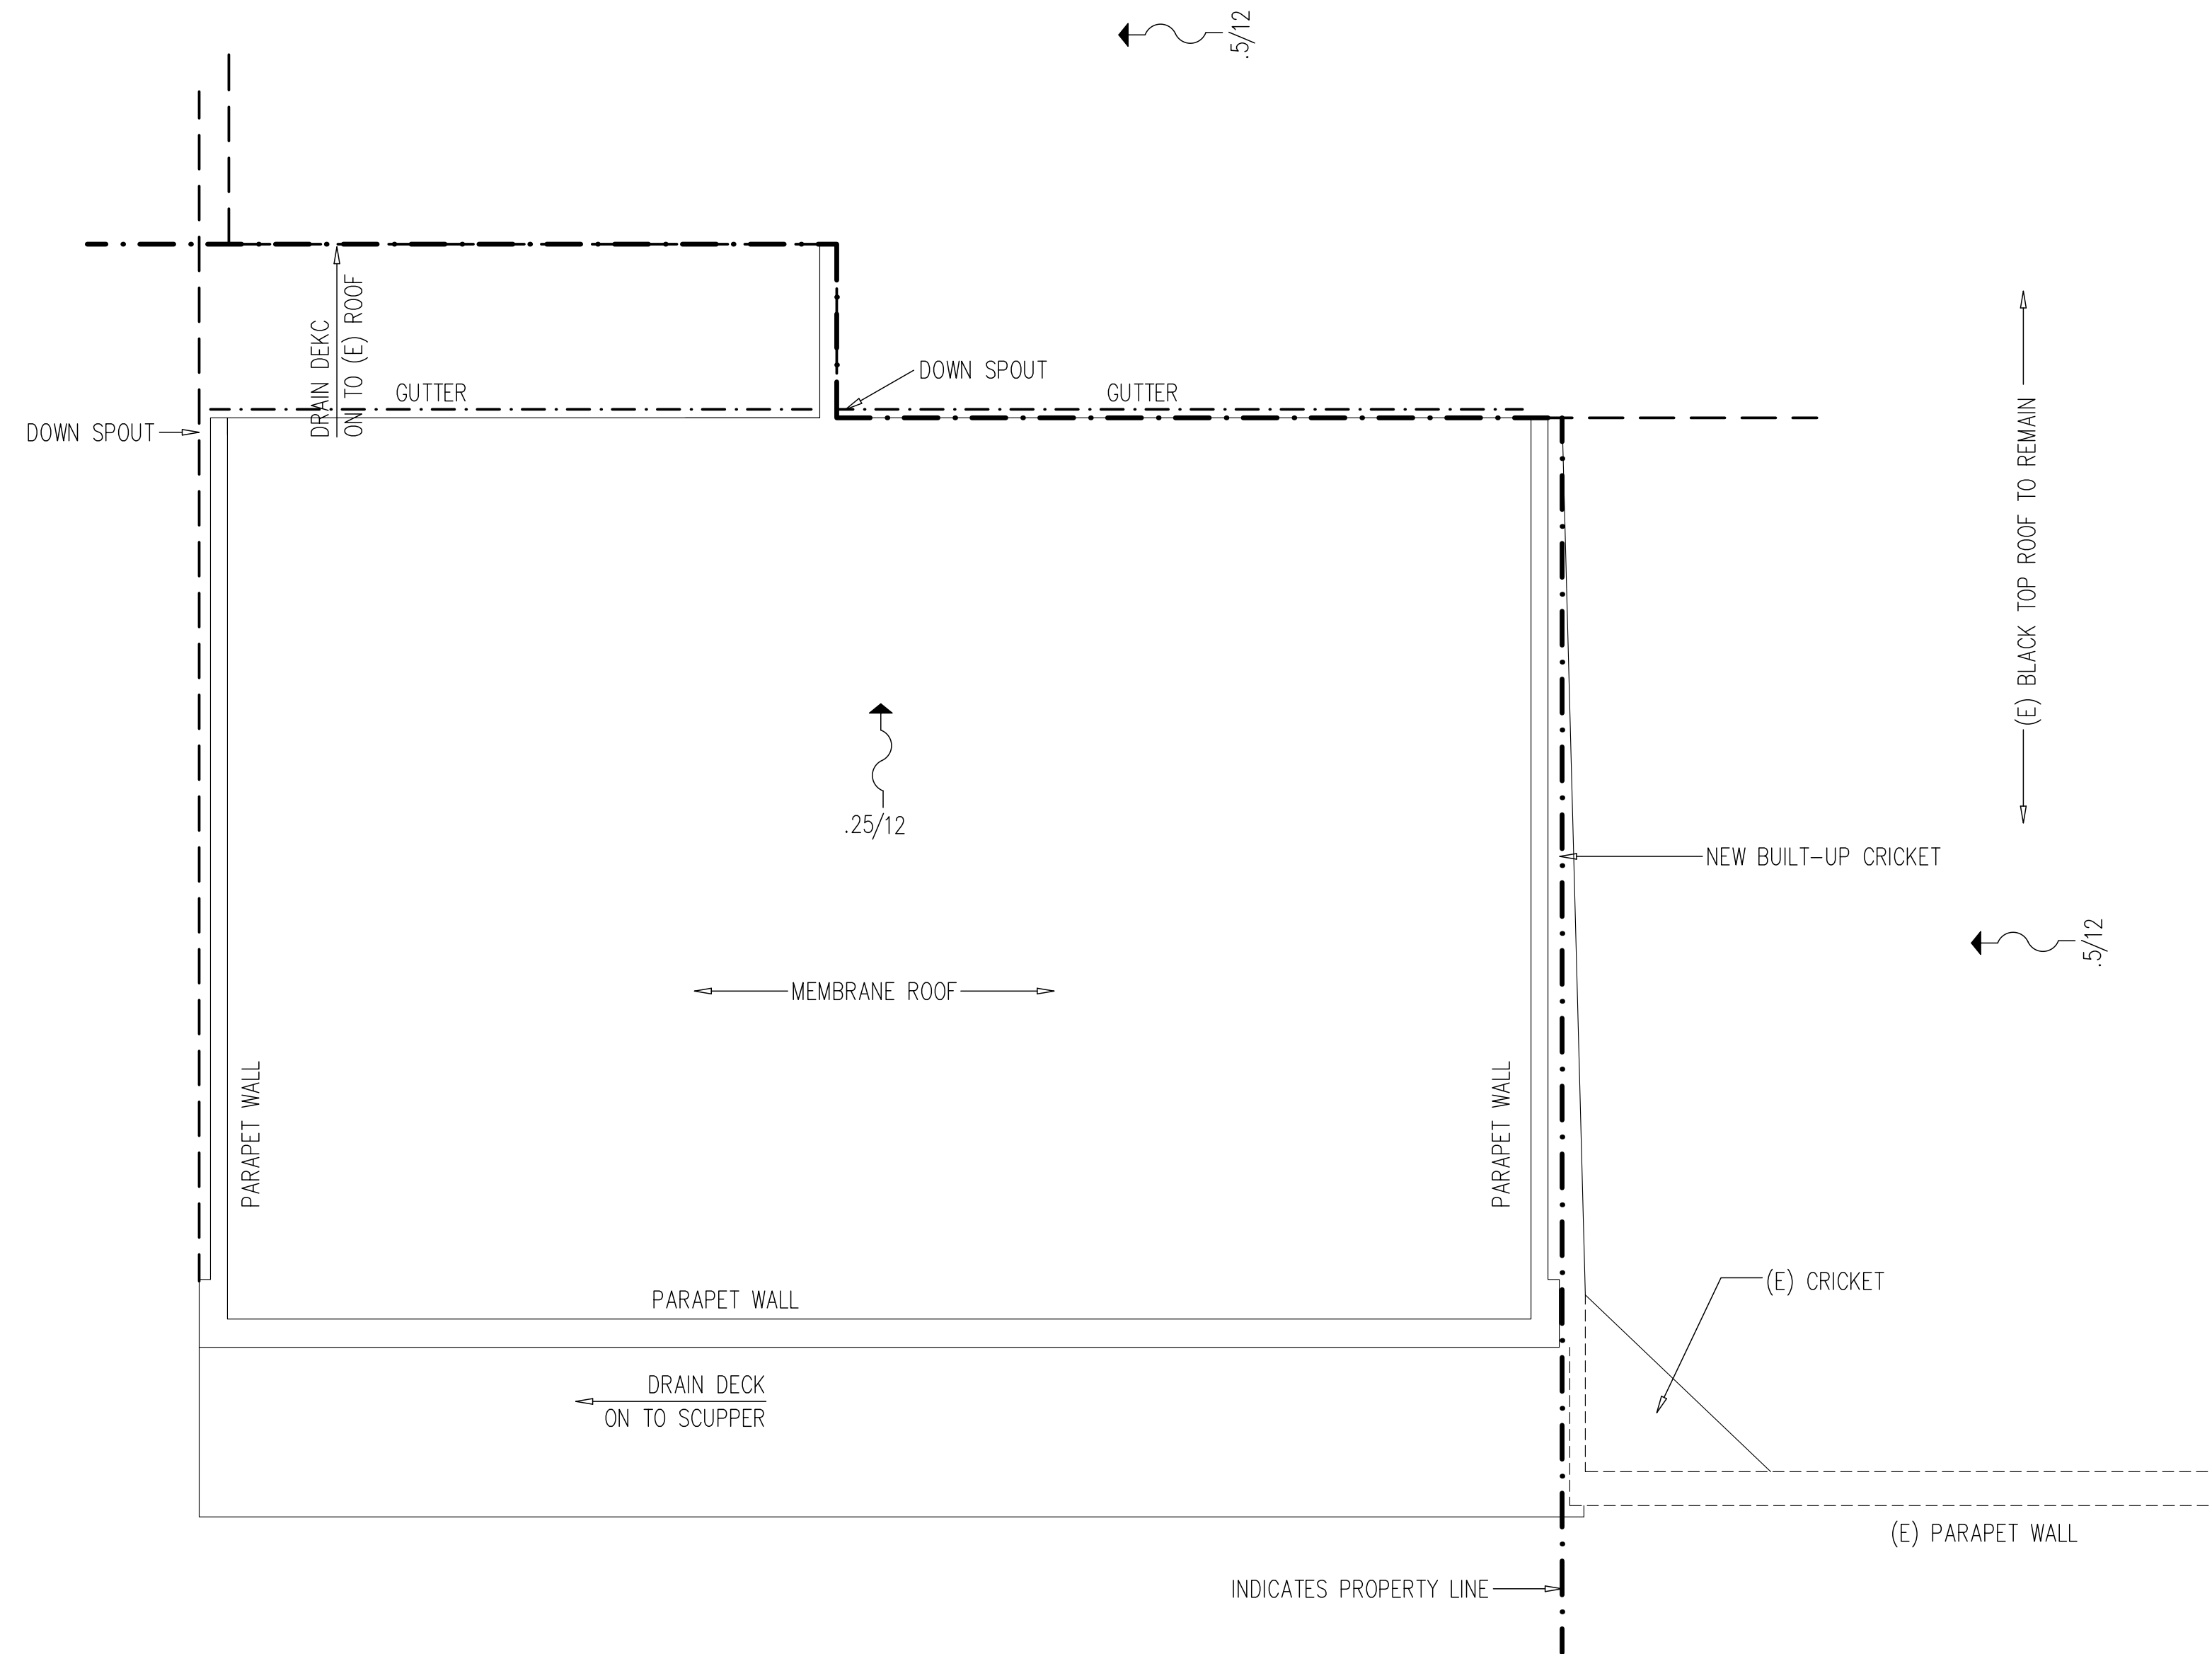 .5/12
DRAIN DEKC
ON TO (E) ROOF
GUTTER
DOWN SPOUT
GUTTER
DOWN SPOUT
(E) BLACK TOP ROOF TO REMAIN
.25/12
NEW BUILT-UP CRICKET
.5/12
MEMBRANE ROOF
PARAPET WALL
PARAPET WALL
PARAPET WALL
(E) CRICKET
DRAIN DECK
ON TO SCUPPER
(E) PARAPET WALL
INDICATES PROPERTY LINE